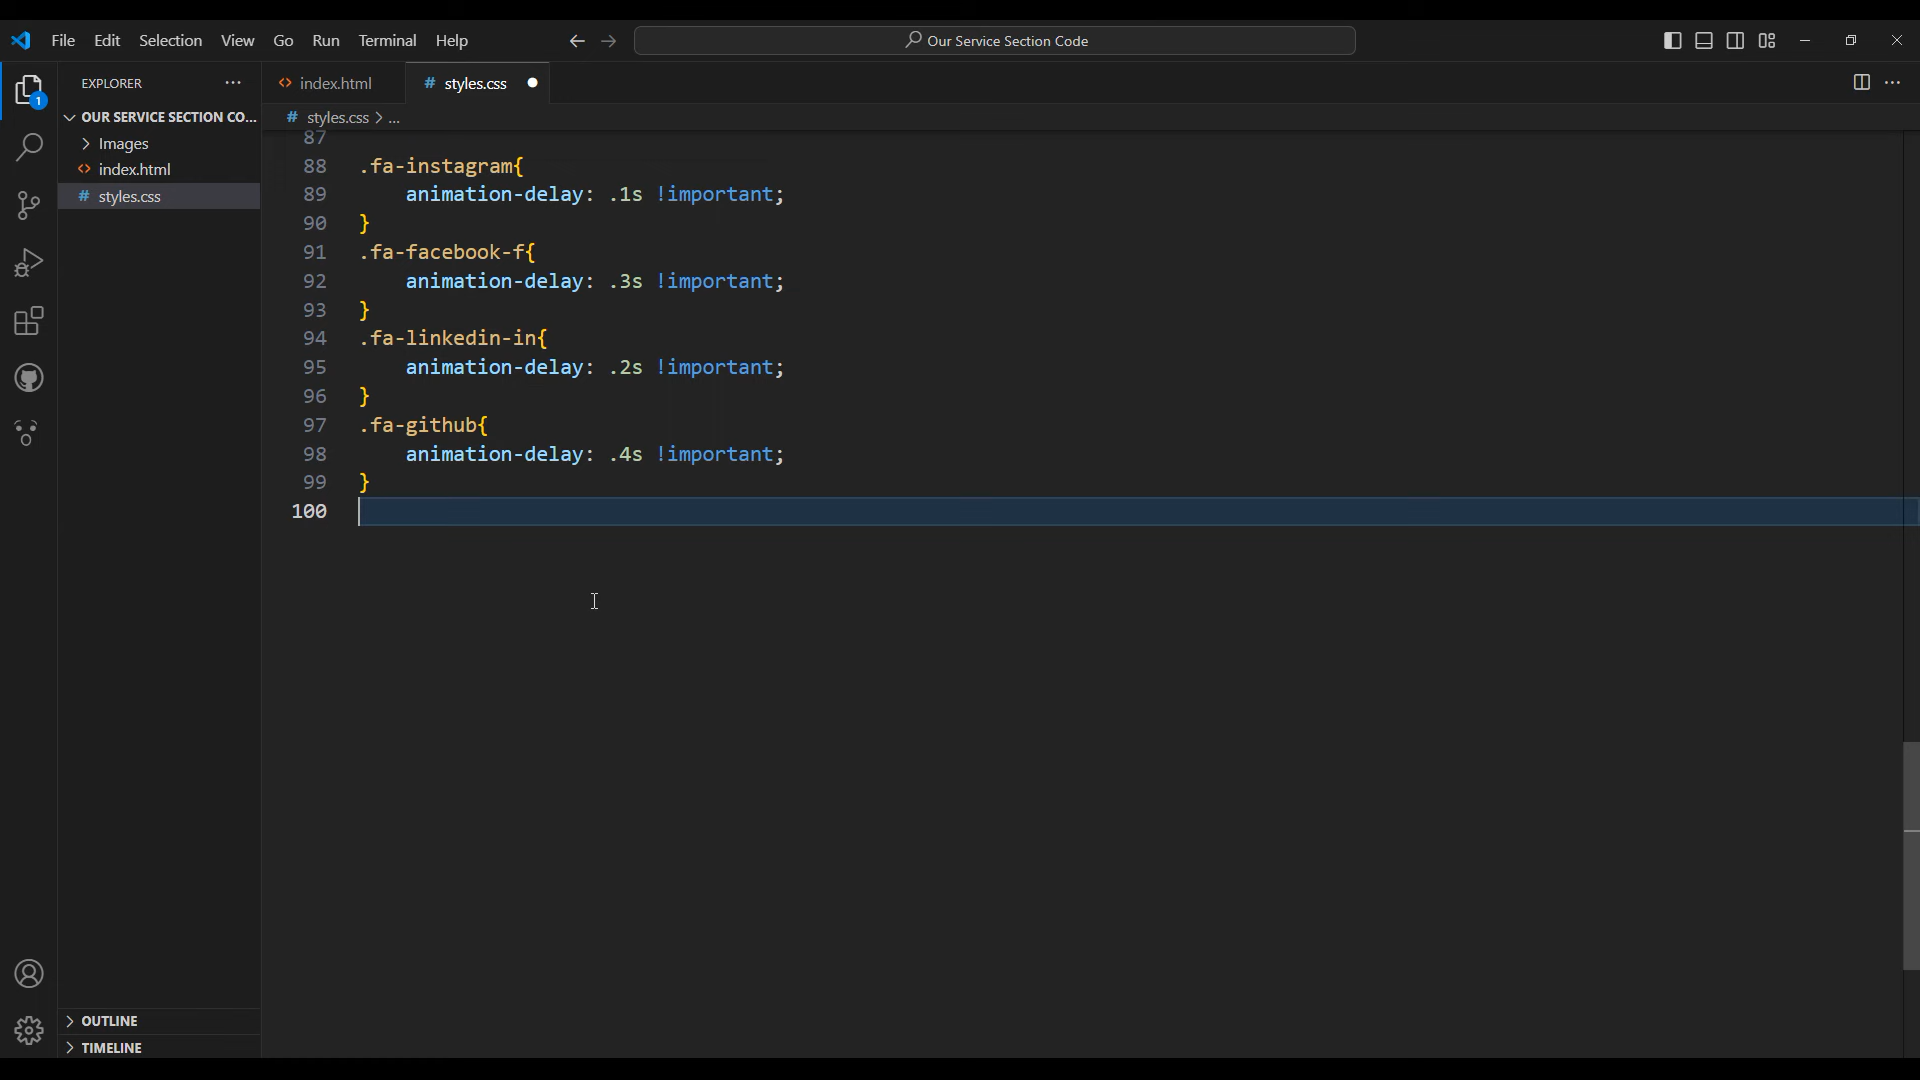 File Edit Selection View Go Run Terminal Help Our Service Section Code
EXPLORER index.html # styles.css
OUR SERVICE SECTION CO... # styles.css > ...
Images
index.html
# styles.css
1
87
88 .fa-instagram{
89 animation-delay: .1s !important;
90 }
91 .fa-facebook-f{
92 animation-delay: .3s !important;
93 }
94 .fa-linkedin-in{
95 animation-delay: .2s !important;
96 }
97 .fa-github{
98 animation-delay: .4s !important;
99 }
100
OUTLINE
TIMELINE